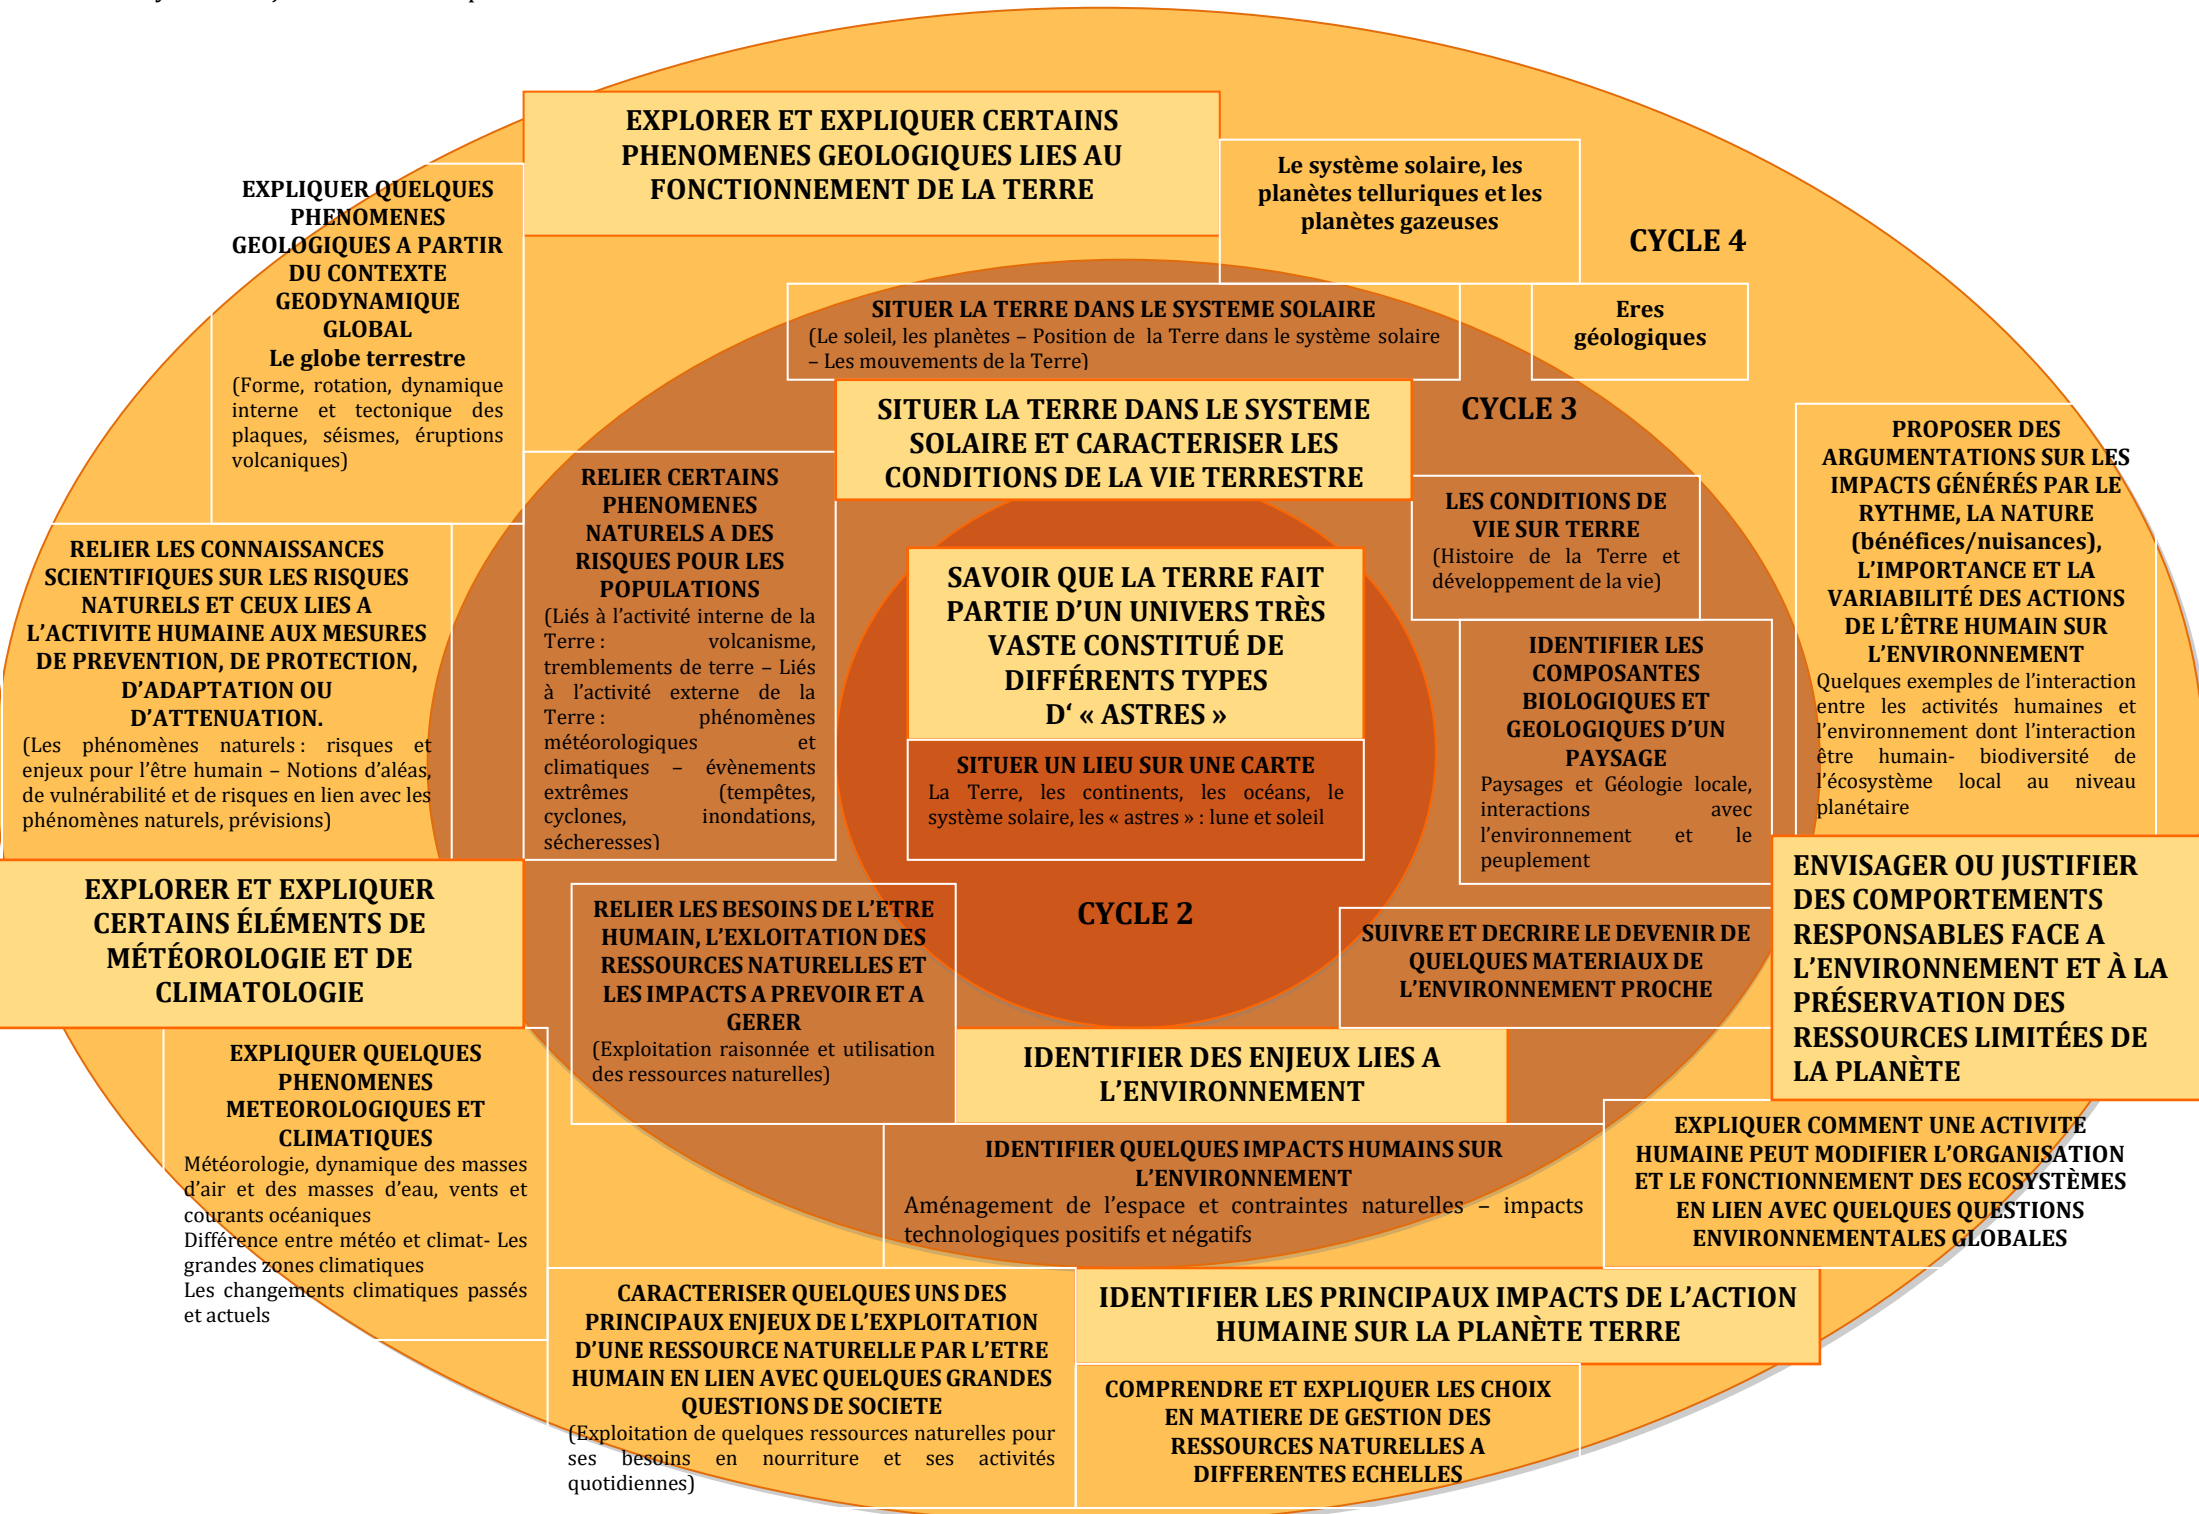 EXPLORER ET EXPLIQUER CERTAINS
PHENOMENES GEOLOGIQUES LIES AU
FONCTIONNEMENT DE LA TERRE
Le système solaire, les
planètes telluriques et les
planètes gazeuses
CYCLE 4
EXPLIQUER QUELQUES
PHENOMENES
GEOLOGIQUES A PARTIR
DU CONTEXTE
GEODYNAMIQUE
GLOBAL
Le globe terrestre
(Forme, rotation, dynamique
interne et tectonique des
plaques, séismes, éruptions
volcaniques)
SITUER LA TERRE DANS LE SYSTEME SOLAIRE
(Le soleil, les planètes – Position de la Terre dans le système solaire
– Les mouvements de la Terre)
Eres
géologiques
SITUER LA TERRE DANS LE SYSTEME
SOLAIRE ET CARACTERISER LES
CONDITIONS DE LA VIE TERRESTRE
CYCLE 3
PROPOSER DES
ARGUMENTATIONS SUR LES
IMPACTS GÉNÉRÉS PAR LE
RYTHME, LA NATURE
(bénéfices/nuisances),
L'IMPORTANCE ET LA
VARIABILITÉ DES ACTIONS
DE L'ÊTRE HUMAIN SUR
L'ENVIRONNEMENT
Quelques exemples de l'interaction
entre les activités humaines et
l'environnement dont l'interaction
être humain- biodiversité de
l'écosystème local au niveau
planétaire
RELIER CERTAINS
PHENOMENES
NATURELS A DES
RISQUES POUR LES
POPULATIONS
(Liés à l'activité interne de la
Terre : volcanisme,
tremblements de terre – Liés
à l'activité externe de la
Terre : phénomènes
météorologiques et
climatiques – évènements
extrêmes (tempêtes,
cyclones, inondations,
sécheresses)
LES CONDITIONS DE
VIE SUR TERRE
(Histoire de la Terre et
développement de la vie)
RELIER LES CONNAISSANCES
SCIENTIFIQUES SUR LES RISQUES
NATURELS ET CEUX LIES A
L'ACTIVITE HUMAINE AUX MESURES
DE PREVENTION, DE PROTECTION,
D'ADAPTATION OU
D'ATTENUATION.
(Les phénomènes naturels : risques et
enjeux pour l'être humain – Notions d'aléas,
de vulnérabilité et de risques en lien avec les
phénomènes naturels, prévisions)
SAVOIR QUE LA TERRE FAIT
PARTIE D'UN UNIVERS TRÈS
VASTE CONSTITUÉ DE
DIFFÉRENTS TYPES
D' « ASTRES »
SITUER UN LIEU SUR UNE CARTE
La Terre, les continents, les océans, le
système solaire, les « astres » : lune et soleil
CYCLE 2
IDENTIFIER LES
COMPOSANTES
BIOLOGIQUES ET
GEOLOGIQUES D'UN
PAYSAGE
Paysages et Géologie locale,
interactions avec
l'environnement et le
peuplement
EXPLORER ET EXPLIQUER
CERTAINS ÉLÉMENTS DE
MÉTÉOROLOGIE ET DE
CLIMATOLOGIE
RELIER LES BESOINS DE L'ETRE
HUMAIN, L'EXLOITATION DES
RESSOURCES NATURELLES ET
LES IMPACTS A PREVOIR ET A
GERER
(Exploitation raisonnée et utilisation
des ressources naturelles)
SUIVRE ET DECRIRE LE DEVENIR DE
QUELQUES MATERIAUX DE
L'ENVIRONNEMENT PROCHE
ENVISAGER OU JUSTIFIER
DES COMPORTEMENTS
RESPONSABLES FACE A
L'ENVIRONNEMENT ET À LA
PRÉSERVATION DES
RESSOURCES LIMITÉES DE
LA PLANÈTE
IDENTIFIER DES ENJEUX LIES A
L'ENVIRONNEMENT
EXPLIQUER QUELQUES
PHENOMENES
METEOROLOGIQUES ET
CLIMATIQUES
Météorologie, dynamique des masses
d'air et des masses d'eau, vents et
courants océaniques
Différence entre météo et climat- Les
grandes zones climatiques
Les changements climatiques passés
et actuels
IDENTIFIER QUELQUES IMPACTS HUMAINS SUR
L'ENVIRONNEMENT
Aménagement de l'espace et contraintes naturelles – impacts
technologiques positifs et négatifs
EXPLIQUER COMMENT UNE ACTIVITE
HUMAINE PEUT MODIFIER L'ORGANISATION
ET LE FONCTIONNEMENT DES ECOSYSTÈMES
EN LIEN AVEC QUELQUES QUESTIONS
ENVIRONNEMENTALES GLOBALES
CARACTERISER QUELQUES UNS DES
PRINCIPAUX ENJEUX DE L'EXPLOITATION
D'UNE RESSOURCE NATURELLE PAR L'ETRE
HUMAIN EN LIEN AVEC QUELQUES GRANDES
QUESTIONS DE SOCIETE
(Exploitation de quelques ressources naturelles pour
ses besoins en nourriture et ses activités
quotidiennes)
IDENTIFIER LES PRINCIPAUX IMPACTS DE L'ACTION
HUMAINE SUR LA PLANÈTE TERRE
COMPRENDRE ET EXPLIQUER LES CHOIX
EN MATIERE DE GESTION DES
RESSOURCES NATURELLES A
DIFFERENTES ECHELLES